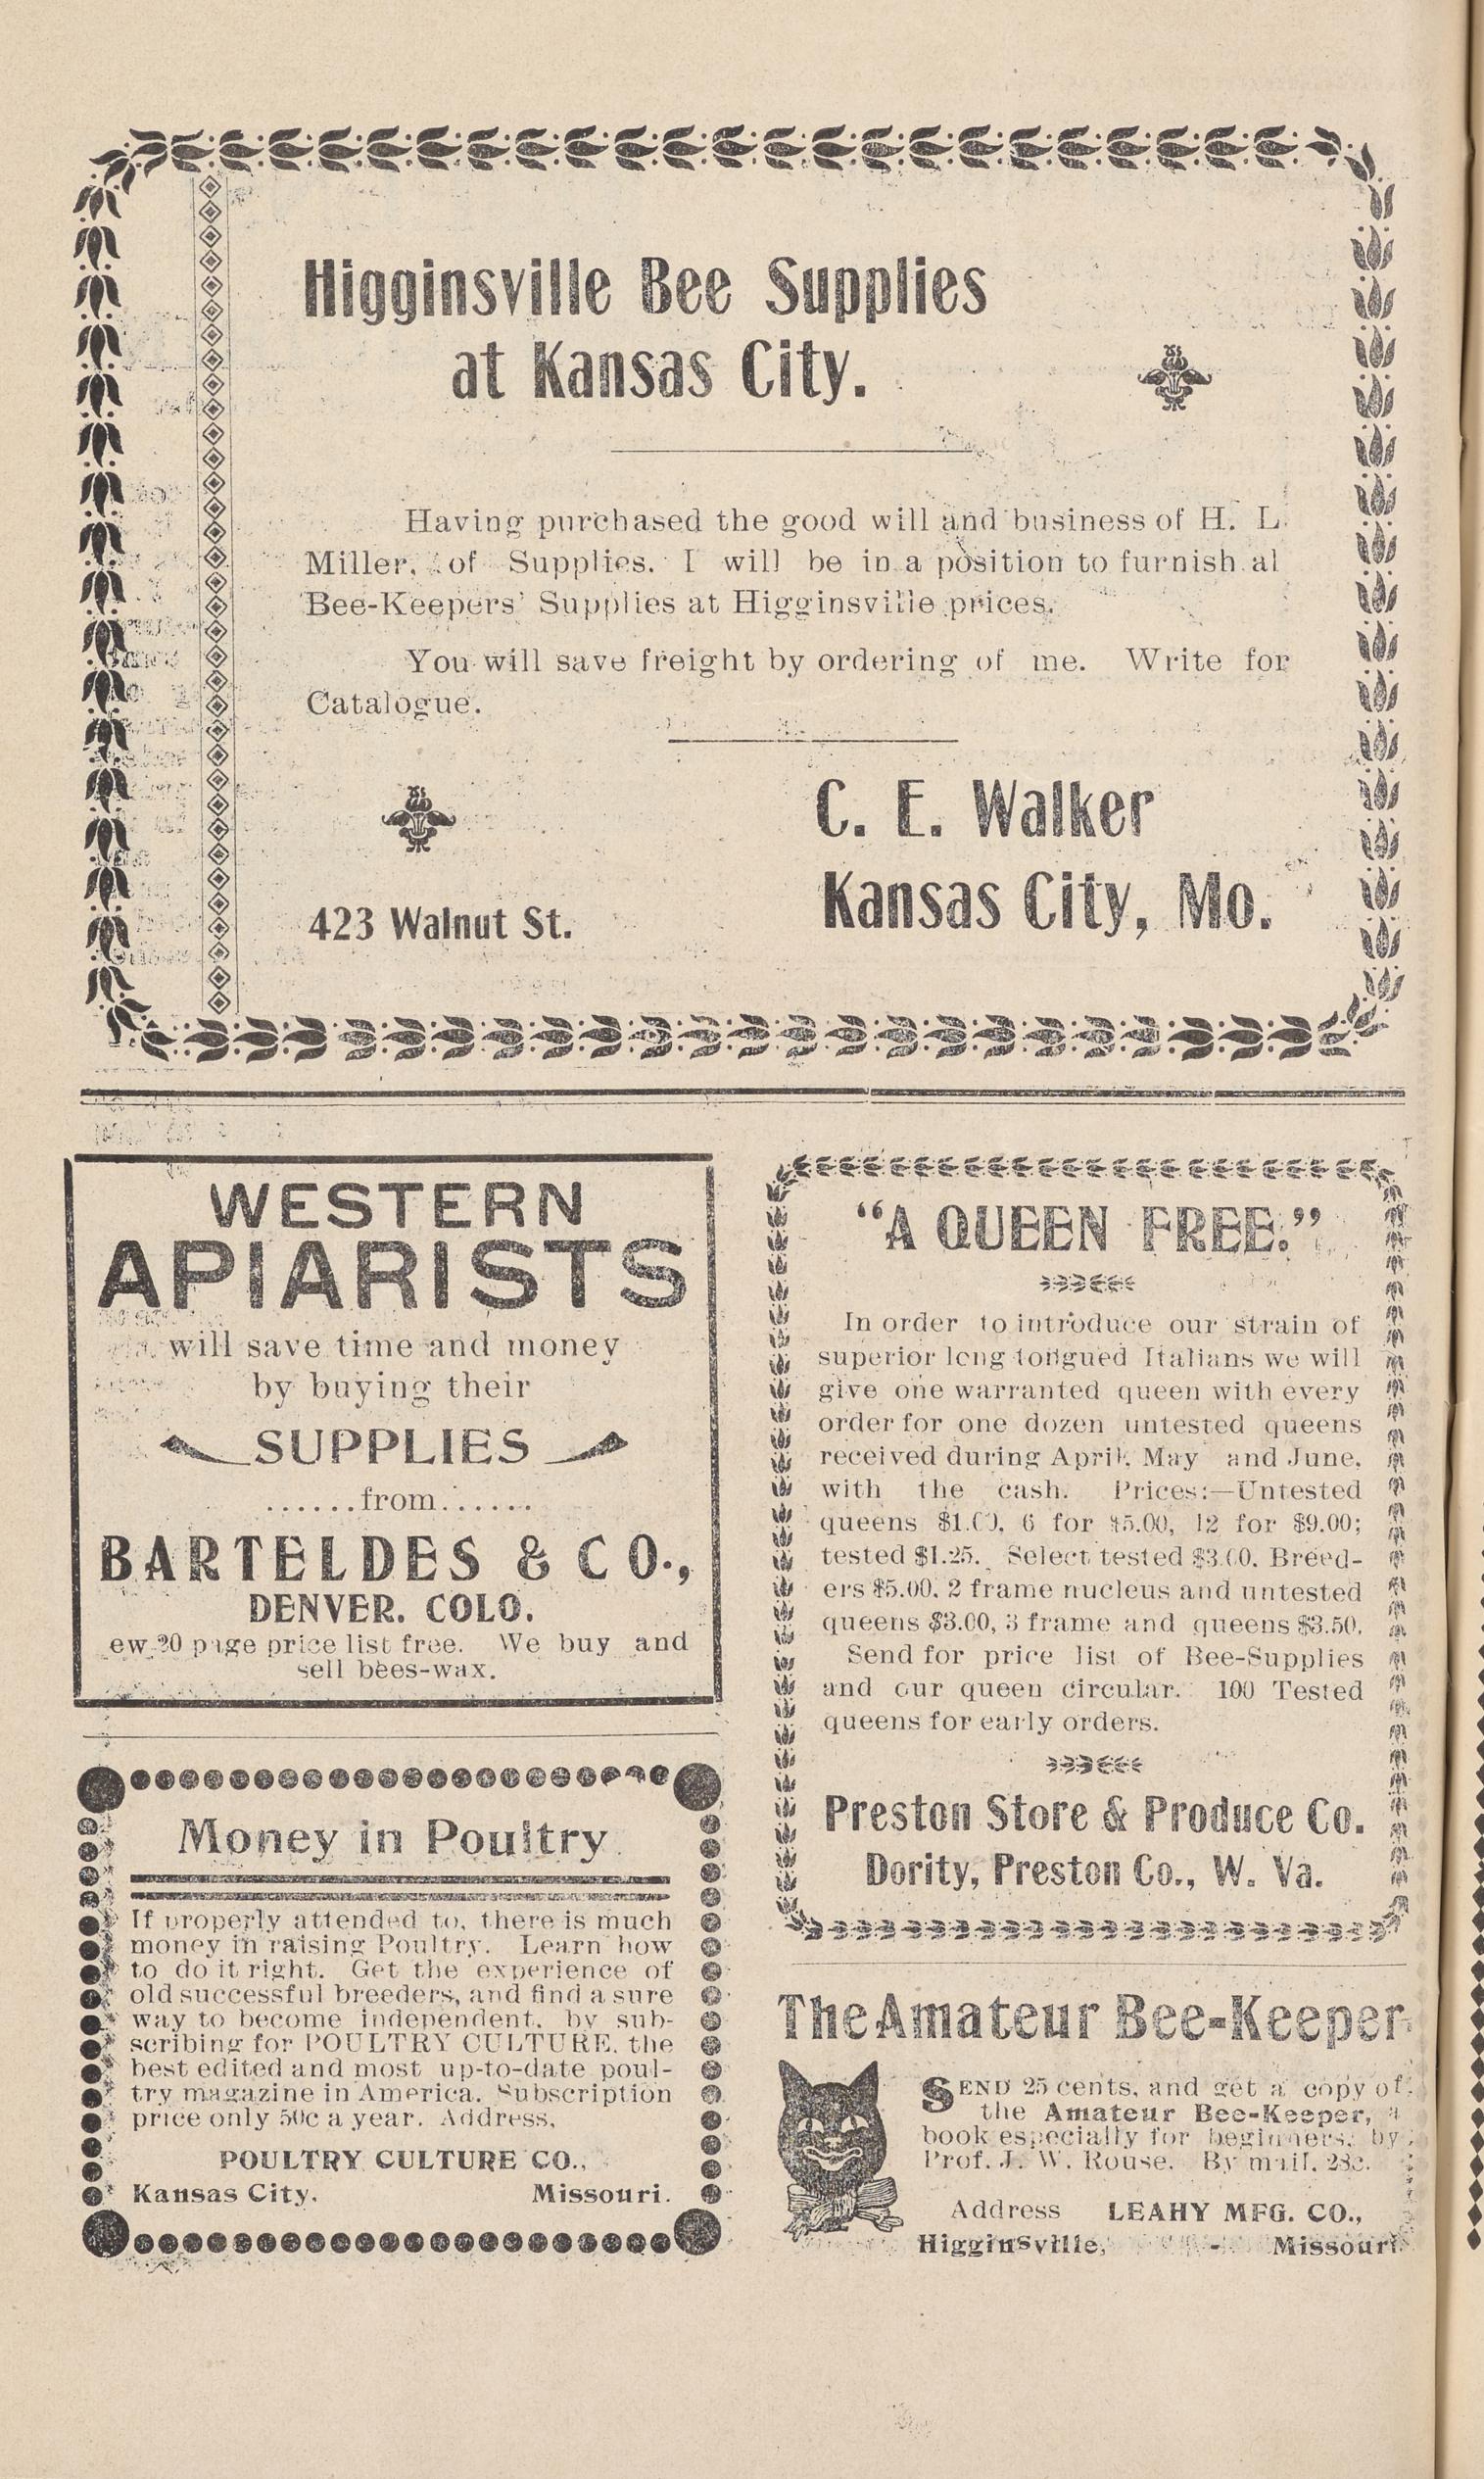 Higginsville Bee Supplies
at Kansas City.
Having purchased the good will and business of H. L.
Miller, of Supplies. I will be in a position to furnish al
Bee-Keepers' Supplies at Higginsville prices.
You will save freight by ordering of me. Write for
Catalogue.
C. E. Walker
423 Walnut St.
Kansas City, Mo.
WESTERN
APIARISTS
will save time and money
by buying their
SUPPLIES
......from......
BARTELDES & CO.,
DENVER. COLO.
ew 20 page price list free. We buy and
sell bees-wax.
Money in Poultry
If properly attended to, there is much
money in raising Poultry. Learn how
to do it right. Get the experience of
old successful breeders, and find a sure
way to become independent, by sub-
scribing for POULTRY CULTURE, the
best edited and most up-to-date poul-
try magazine in America. Subscription
price only 50c a year. Address,
POULTRY CULTURE CO.,
Kansas City, Missouri.
"A QUEEN FREE."
In order to introduce our strain of
superior long tongued Italians we will
give one warranted queen with every
order for one dozen untested queens
received during April, May and June,
with the cash. Prices:—Untested
queens $1.00, 6 for $5.00, 12 for $9.00;
tested $1.25. Select tested $3.00. Breed-
ers $5.00. 2 frame nucleus and untested
queens $3.00, 3 frame and queens $3.50.
Send for price list of Bee-Supplies
and our queen circular. 100 Tested
queens for early orders.
Preston Store & Produce Co.
Dority, Preston Co., W. Va.
The Amateur Bee-Keeper
SEND 25 cents, and get a copy of
the Amateur Bee-Keeper, a
book especially for beginners, by
Prof. J. W. Rouse. By mail, 28c.
Address LEAHY MFG. CO.,
Higginsville, - Missouri